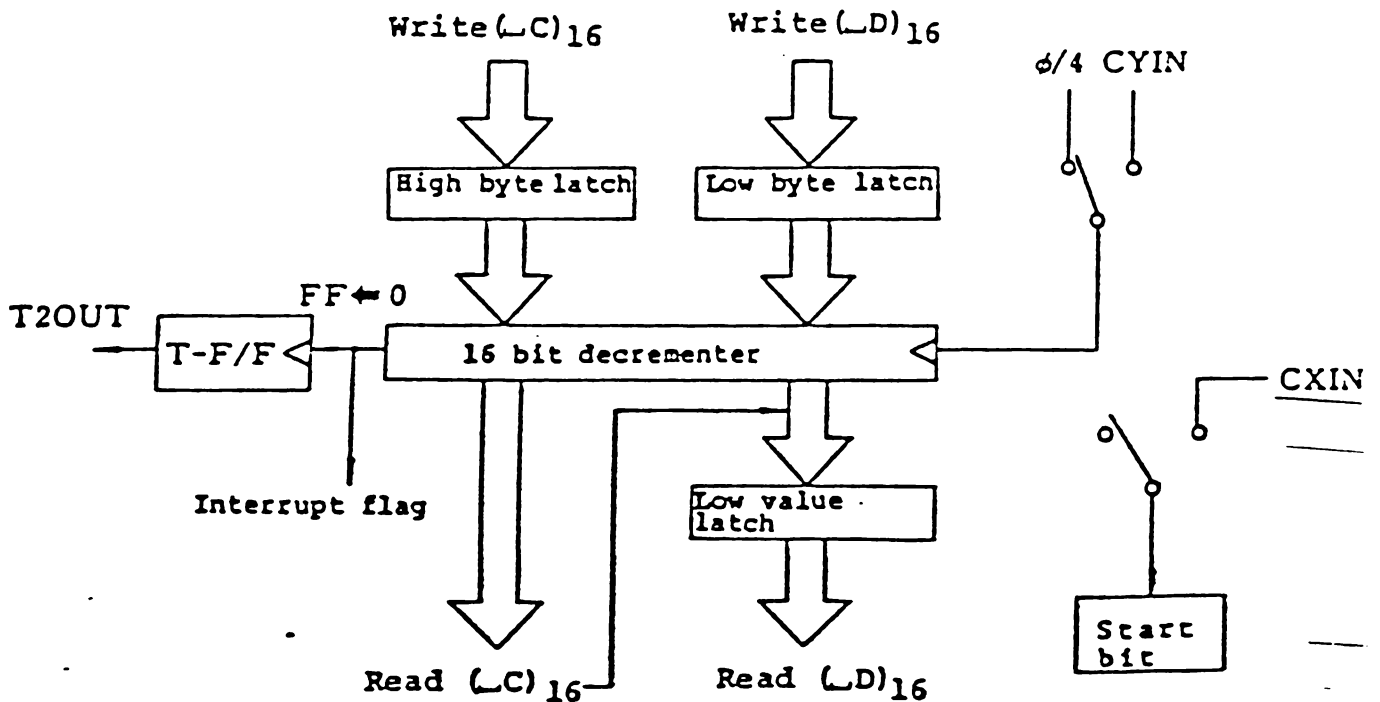 Write(⌴C)16
Write(⌴D)16
ϕ/4 CYIN
High byte latch
Low byte latcn
FF⇐0
T2OUT
T-F/F
16 bit decrementer
CXIN
Interrupt flag
Low value
latch
Start
bit
Read (⌴C)16
Read (⌴D)16